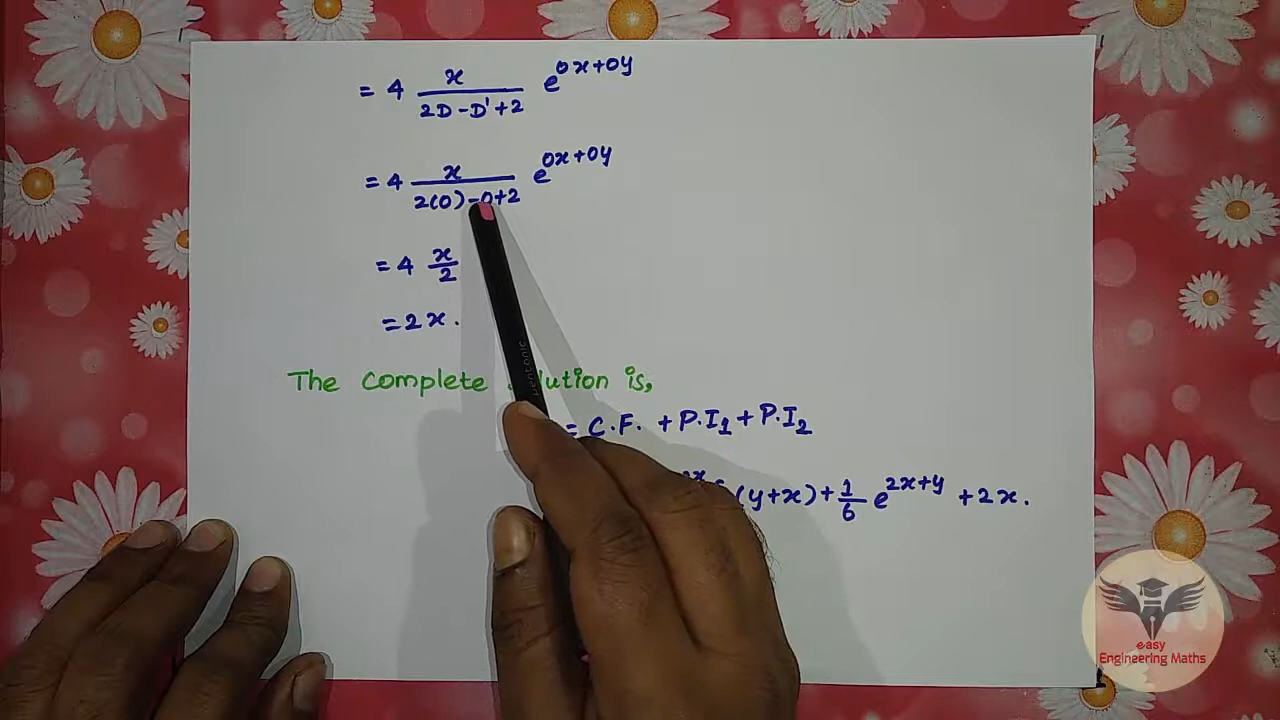 = 4 x/(2D-D'+2) e^(0x+0y)
= 4 x/(2(0)-0+2) e^(0x+0y)
= 4 x/2
= 2x.
The complete is,
= C.F. + P.I1 + P.I2
(y+x) + 1/6 e^(2x+y) + 2x.
easy
Engineering Maths